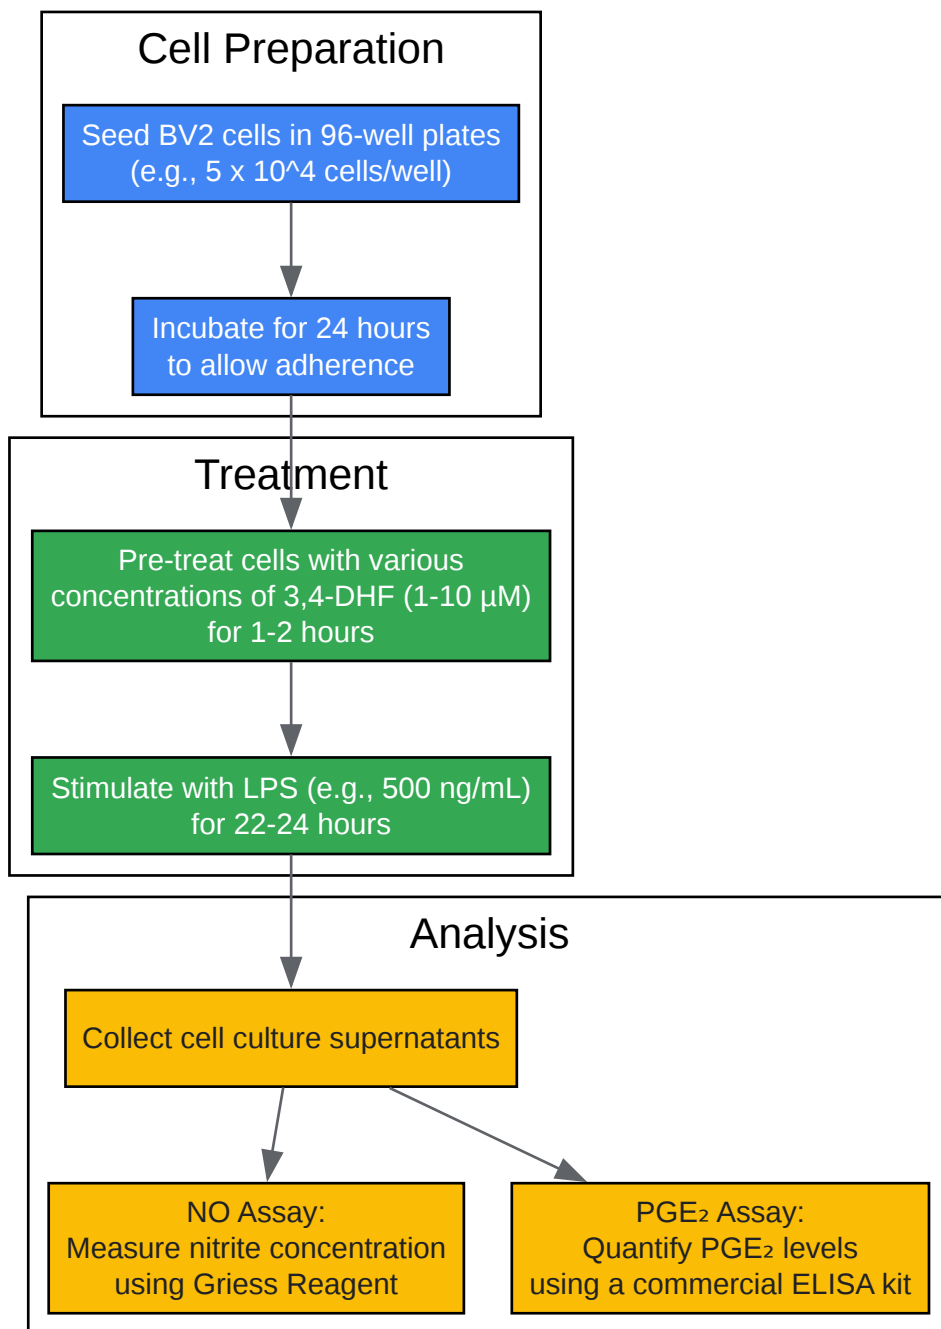 Cell Preparation
Seed BV2 cells in 96-well plates
(e.g., 5 x 10^4 cells/well)
Incubate for 24 hours
to allow adherence
Treatment
Pre-treat cells with various
concentrations of 3,4-DHF (1-10 µM)
for 1-2 hours
Stimulate with LPS (e.g., 500 ng/mL)
for 22-24 hours
Analysis
Collect cell culture supernatants
NO Assay:
Measure nitrite concentration
using Griess Reagent
PGE₂ Assay:
Quantify PGE₂ levels
using a commercial ELISA kit